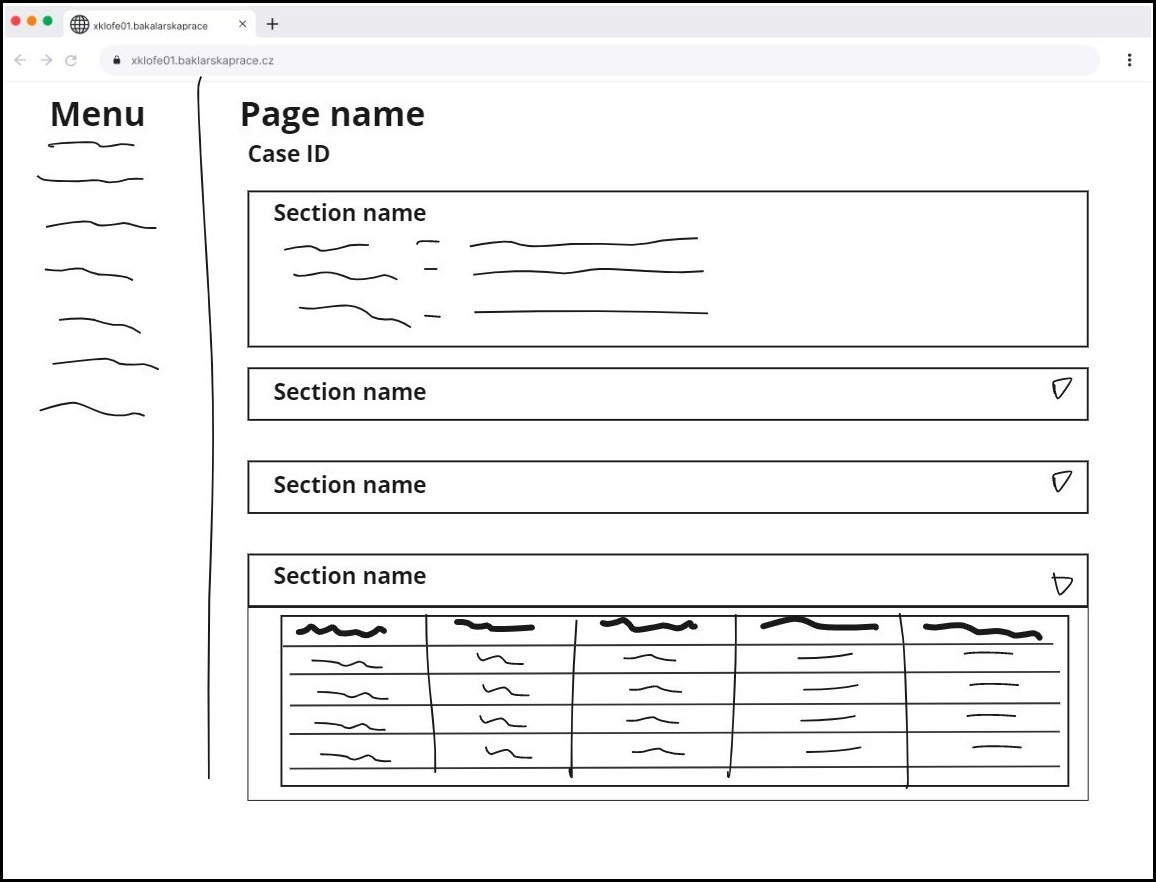 xklofe01.bakalarskaprace
xklofe01.baklarskaprace.cz
Menu
Page name
Case ID
Section name
Section name
Section name
Section name